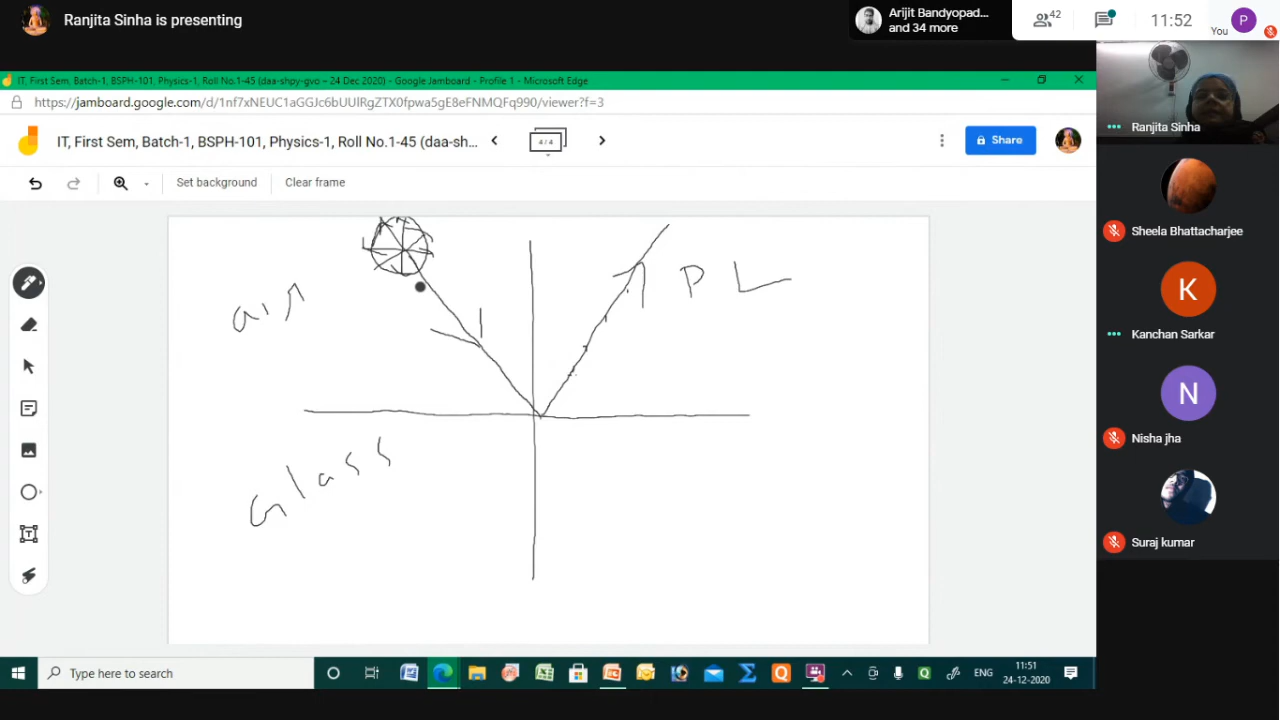 Ranjita Sinha is presenting
Arijit Bandyopad...
and 34 more
42
11:52
You
P
IT, First Sem, Batch-1, BSPH-101, Physics-1, Roll No.1-45 (daa-shpy-gvo – 24 Dec 2020) - Google Jamboard - Profile 1 - Microsoft Edge
https://jamboard.google.com/d/1nf7xNEUC1aGGJc6bUUlRgZTX0fpwa5gE8eFNMQFq990/viewer?f=3
IT, First Sem, Batch-1, BSPH-101, Physics-1, Roll No.1-45 (daa-sh...
4 / 4
Share
Set background
Clear frame
air
P L
Glass
Ranjita Sinha
Sheela Bhattacharjee
K
Kanchan Sarkar
N
Nisha jha
Suraj kumar
Type here to search
ENG
11:51
24-12-2020